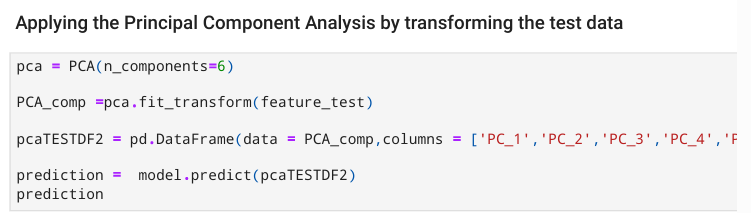 Applying the Principal Component Analysis by transforming the test data
pca = PCA(n_components=6)
PCA_comp =pca.fit_transform(feature_test)
pcaTESTDF2 = pd.DataFrame(data = PCA_comp,columns = ['PC_1','PC_2','PC_3','PC_4','P
prediction =  model.predict(pcaTESTDF2)
prediction